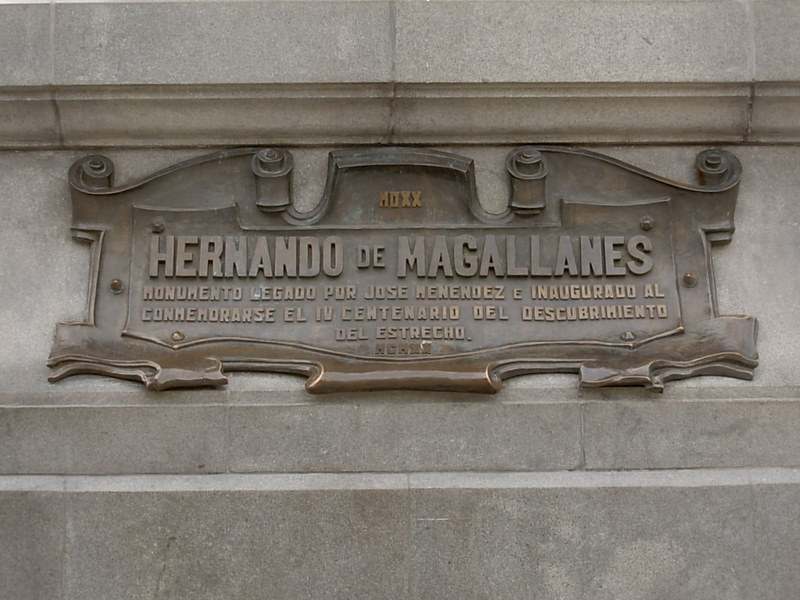 MDXX
HERNANDO DE MAGALLANES
MONUMENTO LEGADO POR JOSE MENENDEZ E INAUGURADO AL
CONMEMORARSE EL IV CENTENARIO DEL DESCUBRIMIENTO
DEL ESTRECHO.
MCMXX